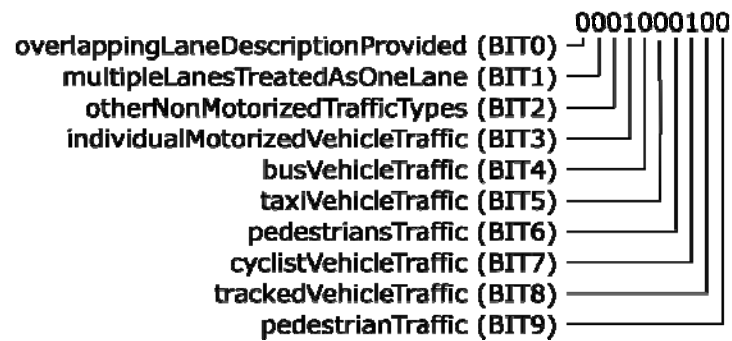 0001000100
overlappingLaneDescriptionProvided (BIT0)
multipleLanesTreatedAsOneLane (BIT1)
otherNonMotorizedTrafficTypes (BIT2)
individualMotorizedVehicleTraffic (BIT3)
busVehicleTraffic (BIT4)
taxiVehicleTraffic (BIT5)
pedestriansTraffic (BIT6)
cyclistVehicleTraffic (BIT7)
trackedVehicleTraffic (BIT8)
pedestrianTraffic (BIT9)